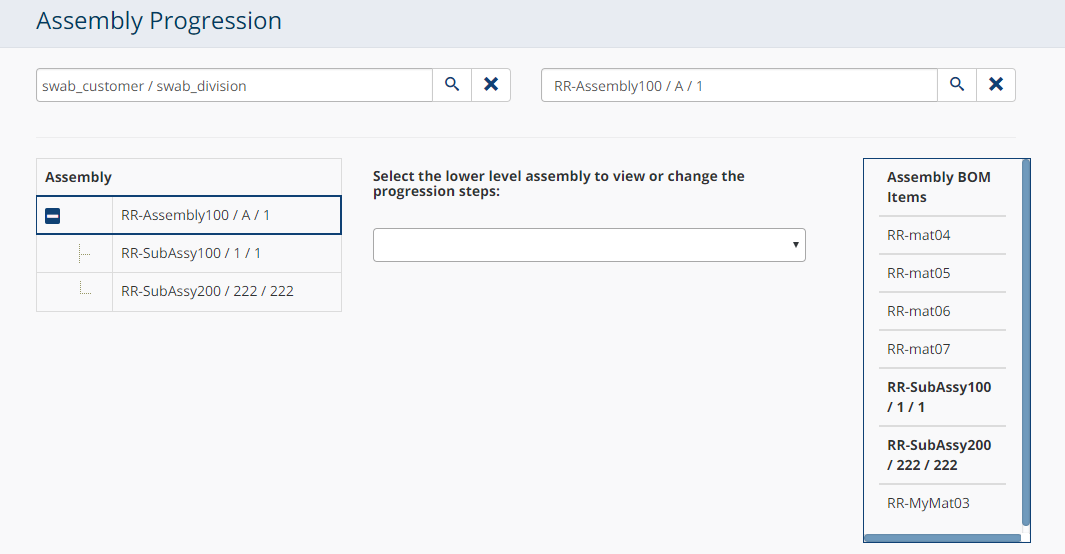 Assembly Progression
swab_customer / swab_division
RR-Assembly100 / A / 1
Assembly
RR-Assembly100 / A / 1
RR-SubAssy100 / 1 / 1
RR-SubAssy200 / 222 / 222
Select the lower level assembly to view or change the
progression steps:
Assembly BOM
Items
RR-mat04
RR-mat05
RR-mat06
RR-mat07
RR-SubAssy100
/ 1 / 1
RR-SubAssy200
/ 222 / 222
RR-MyMat03